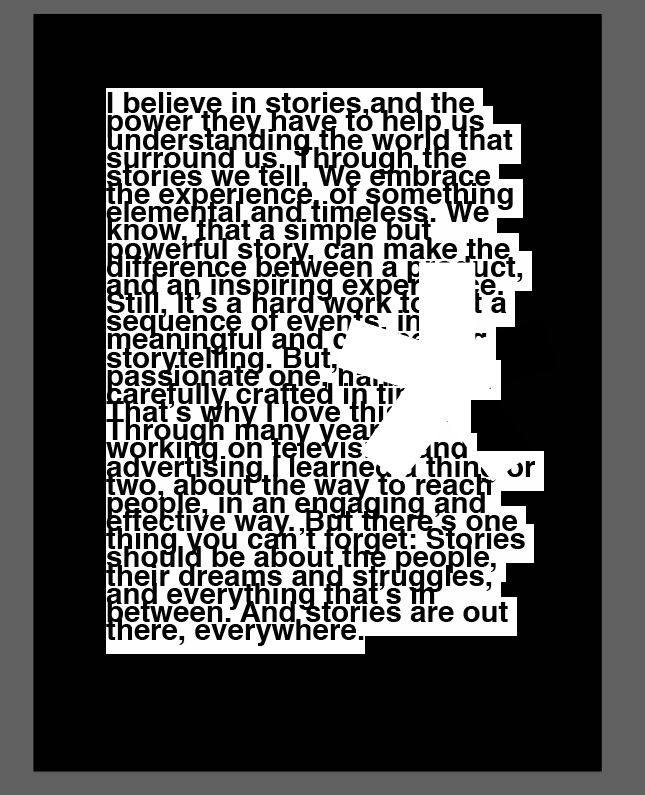 I believe in stories and the
power they have to help us
understanding the world that
surround us. Through the
stories we tell, We embrace
the experience, of something
elemental and timeless. We
know, that a simple but
powerful story, can make the
difference between a product,
and an inspiring
Still, It's a hard work a
sequence of events, in
meaningful and
storytelling. But,
passionate one,
carefully crafted in
That's why I love
Through many
working on and
advertising I learned a thing or
two, about the way to reach
people, in an engaging and
effective way. But there's one
thing you can't forget: Stories
should be about the people,
their dreams and struggles,
and everything that's in
between. And stories are out
there, everywhere.